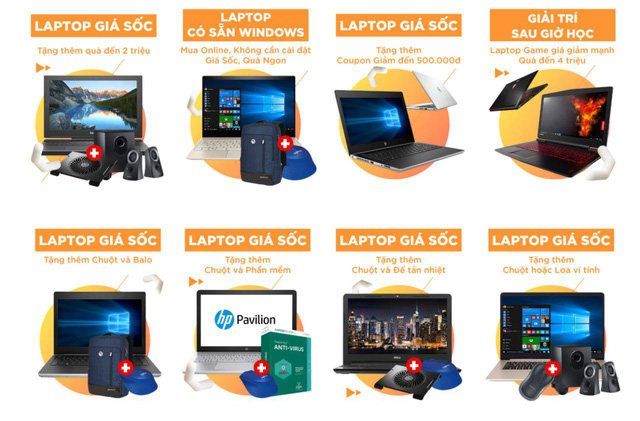 LAPTOP GIÁ SỐC
Tặng thêm quà đến 2 triệu
LAPTOP
CÓ SẴN WINDOWS
Mua Online, Không cần cài đặt
Giá Sốc, Quà Ngon
LAPTOP GIÁ SỐC
Tặng thêm
Coupon Giảm đến 500.000đ
GIẢI TRÍ
SAU GIỜ HỌC
Laptop Game giá giảm mạnh
Quà đến 4 triệu
LAPTOP GIÁ SỐC
Tặng thêm Chuột và Balo
LAPTOP GIÁ SỐC
Tặng thêm
Chuột và Phần mềm
hp Pavilion
ANTI-VIRUS
LAPTOP GIÁ SỐC
Tặng thêm
Chuột và Đế tản nhiệt
DELL
LAPTOP GIÁ SỐC
Tặng thêm
Chuột hoặc Loa vi tính